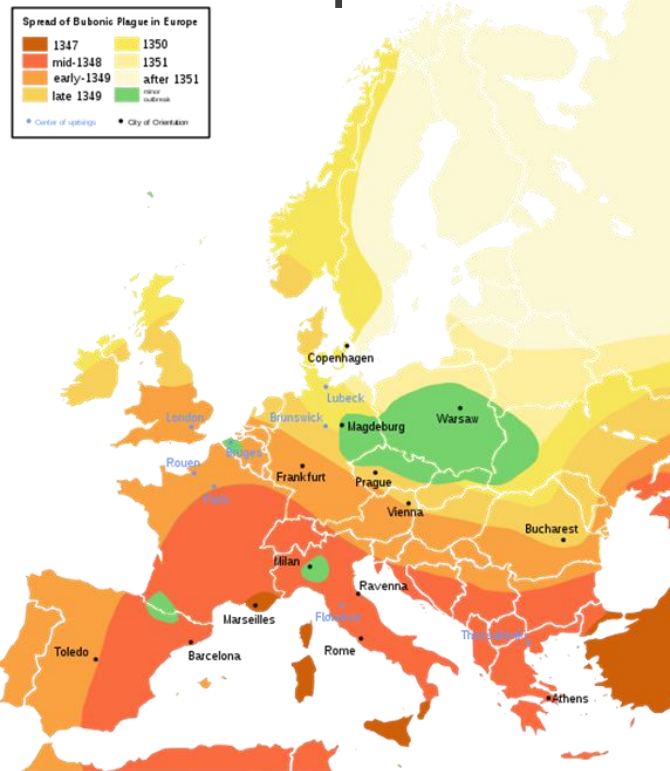 Spread of Bubonic Plague in Europe
1347
mid-1348
early-1349
late 1349
1350
1351
after 1351
minor
outbreak
Center of uprisings
City of Orientation
Copenhagen
Lubeck
Brunswick
Magdeburg
Warsaw
London
Bruges
Rouen
Paris
Frankfurt
Prague
Vienna
Bucharest
Milan
Ravenna
Marseilles
Florence
Toledo
Barcelona
Rome
Thessaloniki
Athens